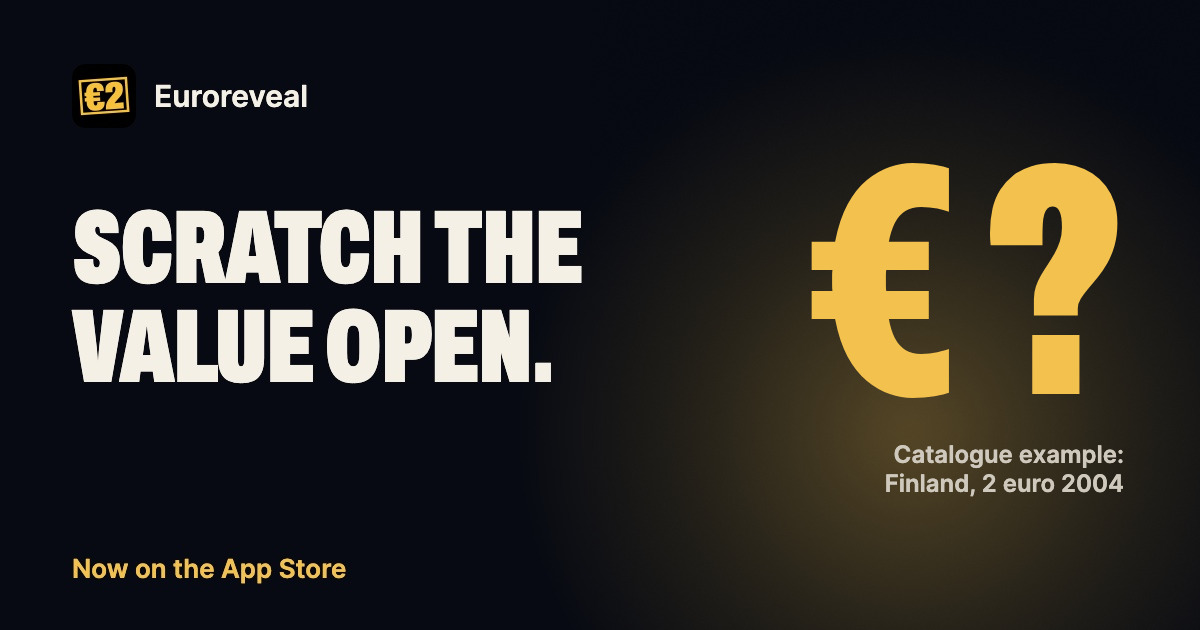 €2
Euroreveal
SCRATCH THE
VALUE OPEN.
€?
Catalogue example:
Finland, 2 euro 2004
Now on the App Store